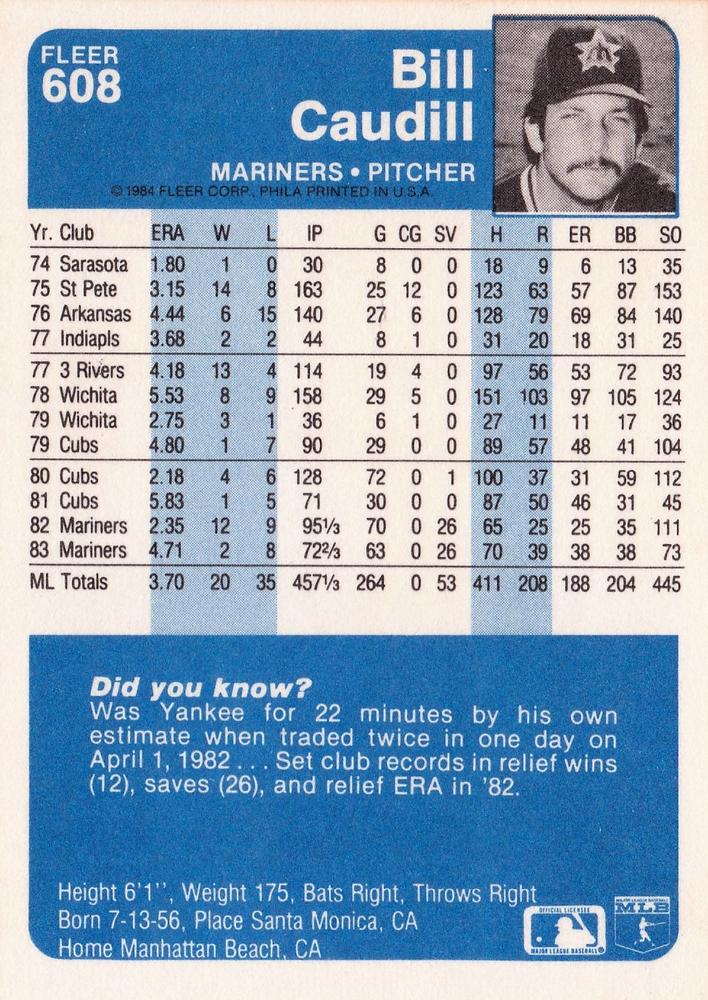 FLEER
608
Bill
Caudill
MARINERS • PITCHER
© 1984 FLEER CORP., PHILA PRINTED IN U.S.A.
Yr. Club ERA W L IP G CG SV H R ER BB SO
74 Sarasota 1.80 1 0 30 8 0 0 18 9 6 13 35
75 St Pete 3.15 14 8 163 25 12 0 123 63 57 87 153
76 Arkansas 4.44 6 15 140 27 6 0 128 79 69 84 140
77 Indiapls 3.68 2 2 44 8 1 0 31 20 18 31 25
77 3 Rivers 4.18 13 4 114 19 4 0 97 56 53 72 93
78 Wichita 5.53 8 9 158 29 5 0 151 103 97 105 124
79 Wichita 2.75 3 1 36 6 1 0 27 11 11 17 36
79 Cubs 4.80 1 7 90 29 0 0 89 57 48 41 104
80 Cubs 2.18 4 6 128 72 0 1 100 37 31 59 112
81 Cubs 5.83 1 5 71 30 0 0 87 50 46 31 45
82 Mariners 2.35 12 9 95⅓ 70 0 26 65 25 25 35 111
83 Mariners 4.71 2 8 72⅔ 63 0 26 70 39 38 38 73
ML Totals 3.70 20 35 457⅓ 264 0 53 411 208 188 204 445
Did you know?
Was Yankee for 22 minutes by his own
estimate when traded twice in one day on
April 1, 1982 . . . Set club records in relief wins
(12), saves (26), and relief ERA in '82.
Height 6'1'', Weight 175, Bats Right, Throws Right
Born 7-13-56, Place Santa Monica, CA
Home Manhattan Beach, CA
OFFICIAL LICENSEE
MAJOR LEAGUE BASEBALL®
MAJOR LEAGUE BASEBALL
MLB